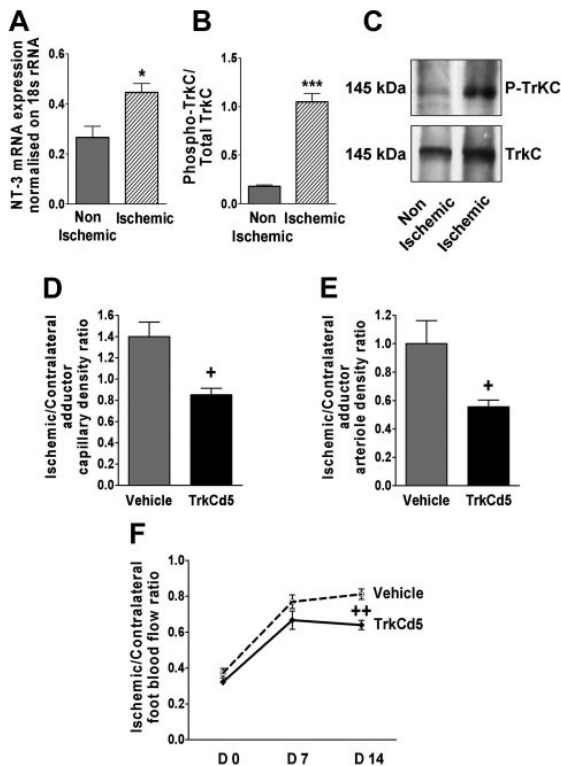 A
NT-3 mRNA expression
normalised on 18s rRNA
0.6
0.4
0.2
0.0
*
Non
Ischemic
Ischemic
B
Phospho-TrkC/
Total TrkC
1.5
1.0
0.5
0.0
***
Non
Ischemic
Ischemic
C
145 kDa
P-TrKC
145 kDa
TrkC
Non
Ischemic
Ischemic
D
Ischemic/Contralateral
adductor
capillary density ratio
1.6
1.4
1.2
1.0
0.8
0.6
0.4
0.2
0.0
+
Vehicle
TrkCd5
E
Ischemic/Contralateral
adductor
arteriole density ratio
1.4
1.2
1.0
0.8
0.6
0.4
0.2
0.0
+
Vehicle
TrkCd5
F
Ischemic/Contralateral
foot blood flow ratio
1.0
0.8
0.6
0.4
0.2
0.0
Vehicle
++
TrkCd5
D 0
D 7
D 14